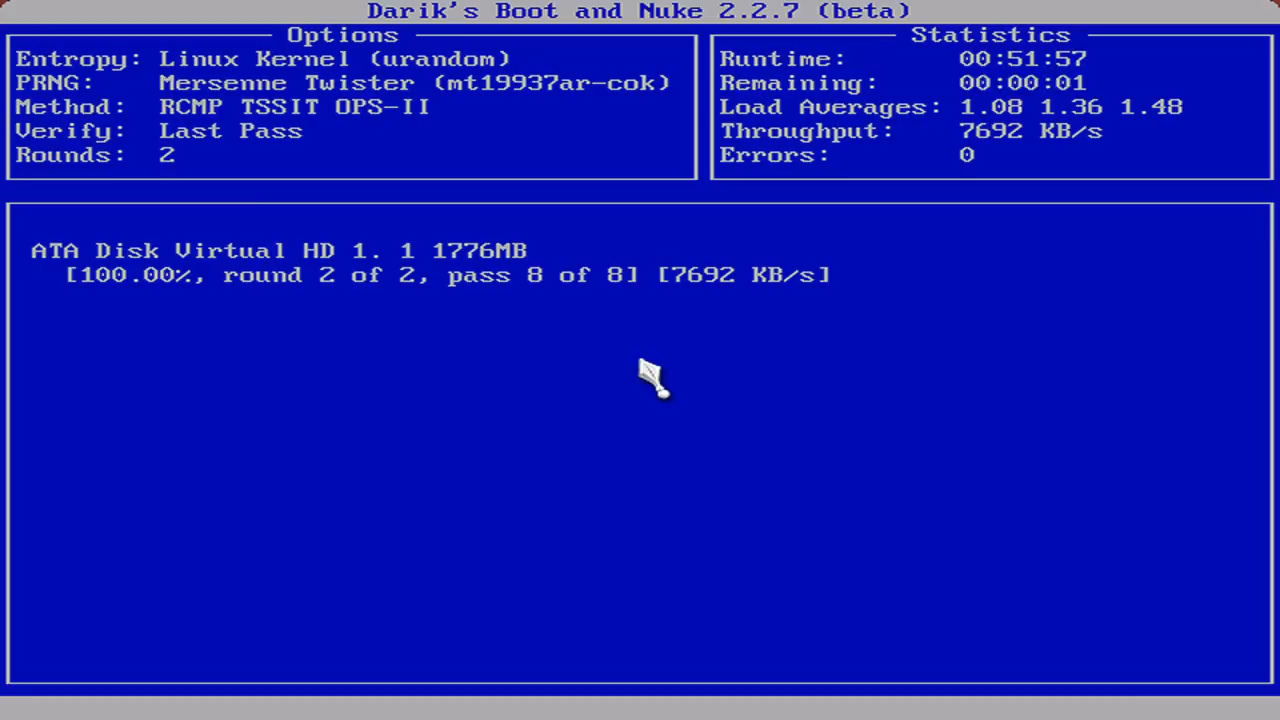 Darik's Boot and Nuke 2.2.7 (beta)
Options
Entropy: Linux Kernel (urandom)
PRNG: Mersenne Twister (mt19937ar-cok)
Method: RCMP TSSIT OPS-II
Verify: Last Pass
Rounds: 2
Statistics
Runtime: 00:51:57
Remaining: 00:00:01
Load Averages: 1.08 1.36 1.48
Throughput: 7692 KB/s
Errors: 0
ATA Disk Virtual HD 1. 1 1776MB
[100.00%, round 2 of 2, pass 8 of 8] [7692 KB/s]